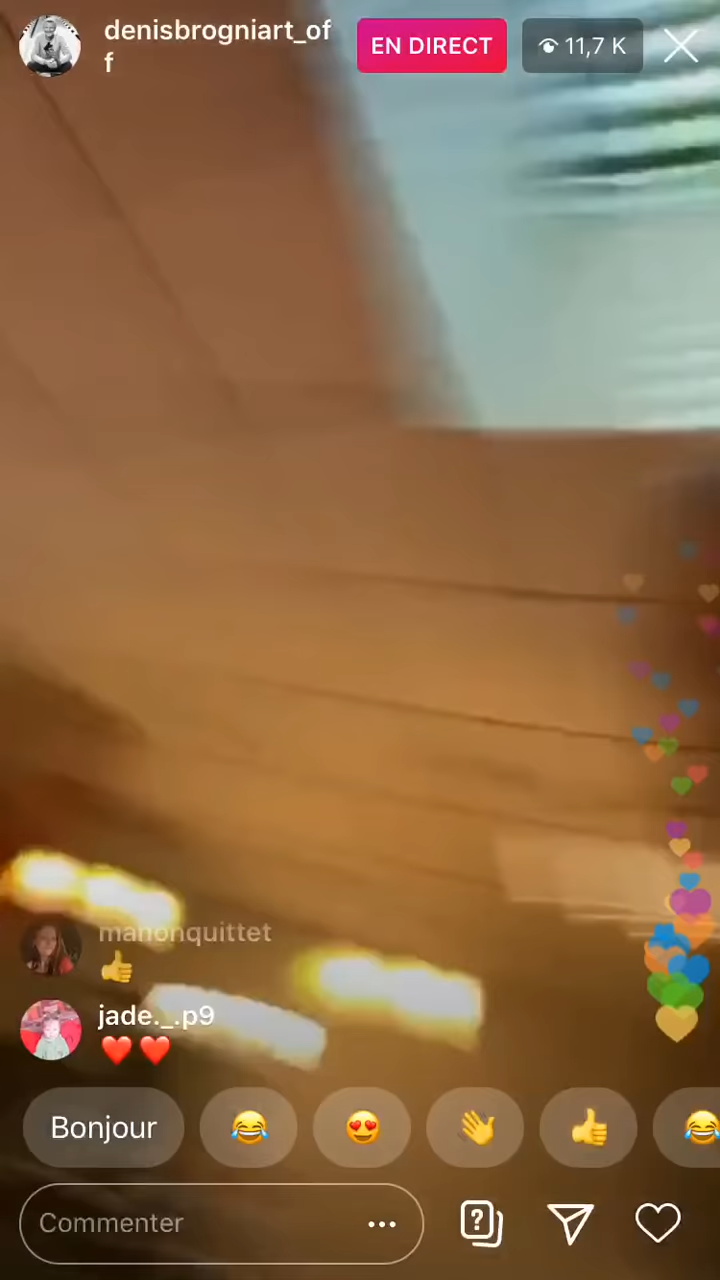 denisbrogniart_of
f
EN DIRECT
11,7 K
manonquittet
👍
jade._.p9
❤️ ❤️
Bonjour 😂 😍 👋 👍 😂
Commenter